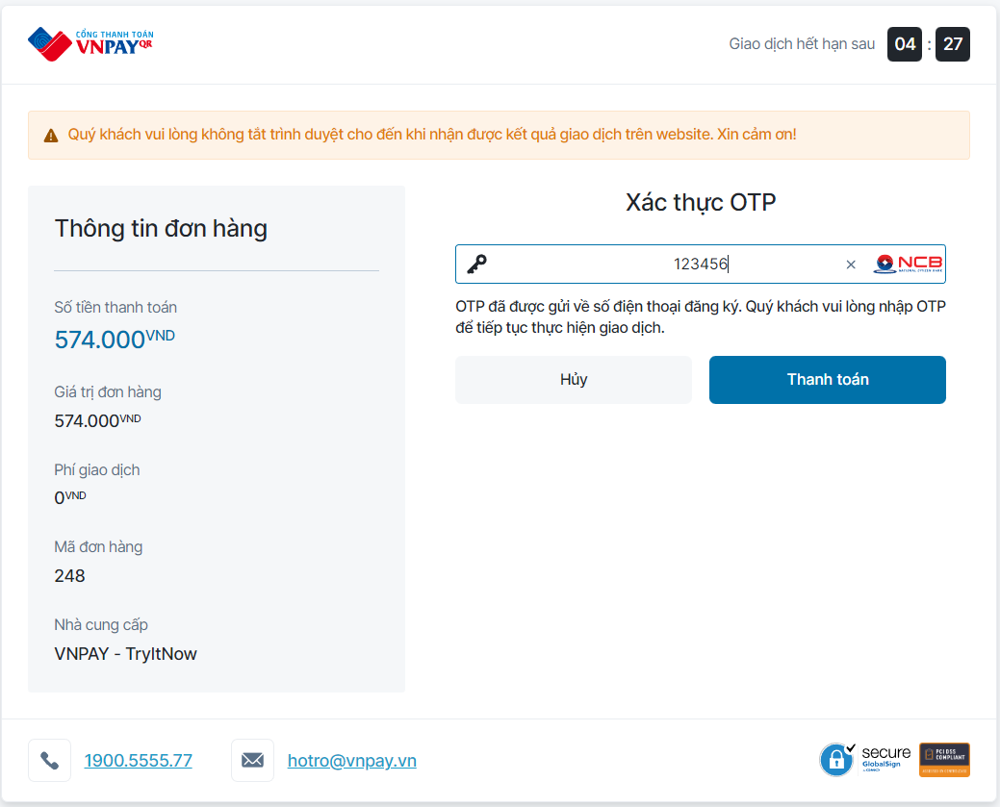 CỔNG THANH TOÁN
VNPAYQR
Giao dịch hết hạn sau 04 : 27
Quý khách vui lòng không tắt trình duyệt cho đến khi nhận được kết quả giao dịch trên website. Xin cảm ơn!
Thông tin đơn hàng
Số tiền thanh toán
574.000VND
Giá trị đơn hàng
574.000VND
Phí giao dịch
0VND
Mã đơn hàng
248
Nhà cung cấp
VNPAY - TryItNow
Xác thực OTP
123456
NCB
OTP đã được gửi về số điện thoại đăng ký. Quý khách vui lòng nhập OTP
để tiếp tục thực hiện giao dịch.
Hủy
Thanh toán
1900.5555.77
hotro@vnpay.vn
secure
GlobalSign
PCI DSS
COMPLIANT